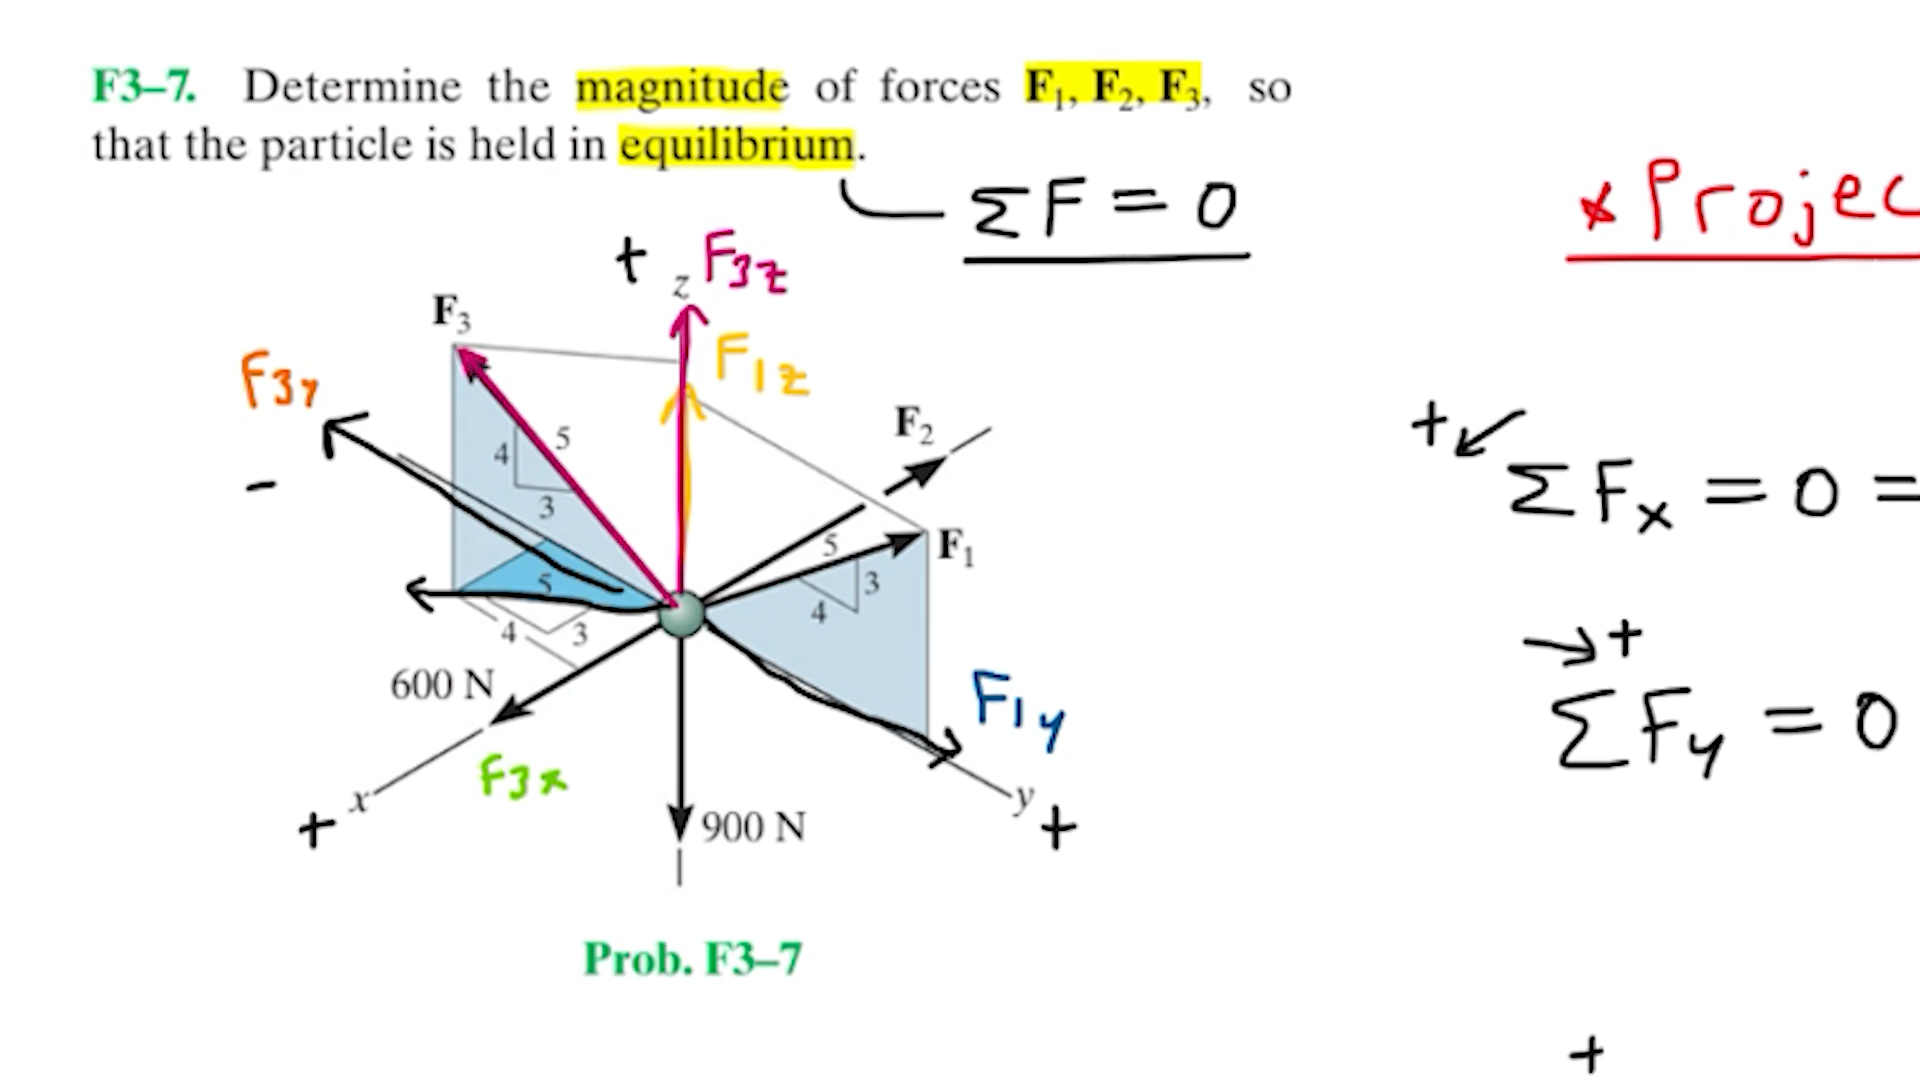 F3–7. Determine the magnitude of forces F₁, F₂, F₃, so
that the particle is held in equilibrium.
ΣF = 0
* Projec
+ z F3z
F₃
F1z
F3y
F₂
+
4 5
3
-
ΣFx = 0 =
5
F₁
3
4
5
4 3
+
600 N
F1y
ΣFy = 0
F3x
x
+
y
+
900 N
Prob. F3–7
+